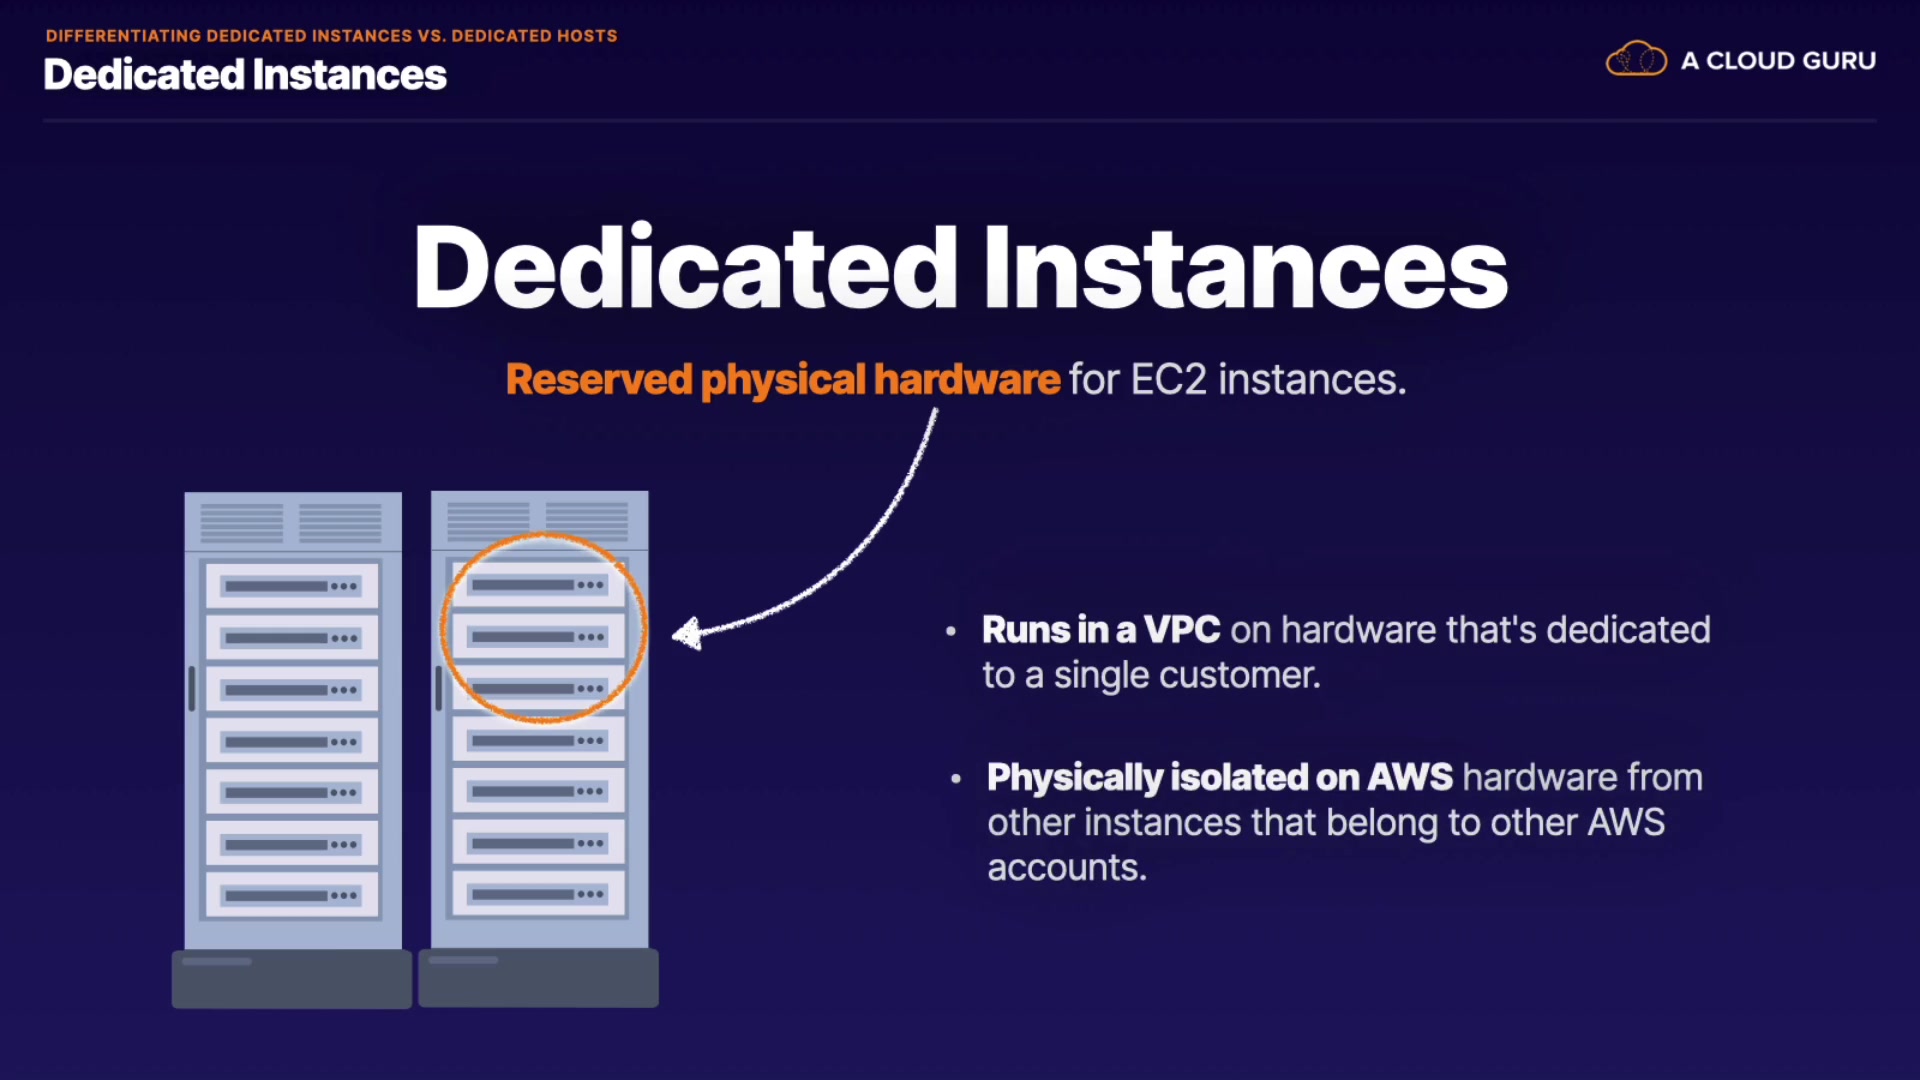 DIFFERENTIATING DEDICATED INSTANCES VS. DEDICATED HOSTS
Dedicated Instances
A CLOUD GURU
Dedicated Instances
Reserved physical hardware for EC2 instances.
• Runs in a VPC on hardware that's dedicated
to a single customer.
• Physically isolated on AWS hardware from
other instances that belong to other AWS
accounts.